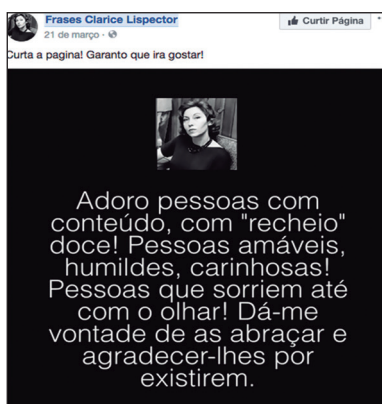 Frases Clarice Lispector
Curtir Página
21 de março ·
Curta a pagina! Garanto que ira gostar!
Adoro pessoas com
conteúdo, com "recheio"
doce! Pessoas amáveis,
humildes, carinhosas!
Pessoas que sorriem até
com o olhar! Dá-me
vontade de as abraçar e
agradecer-lhes por
existirem.